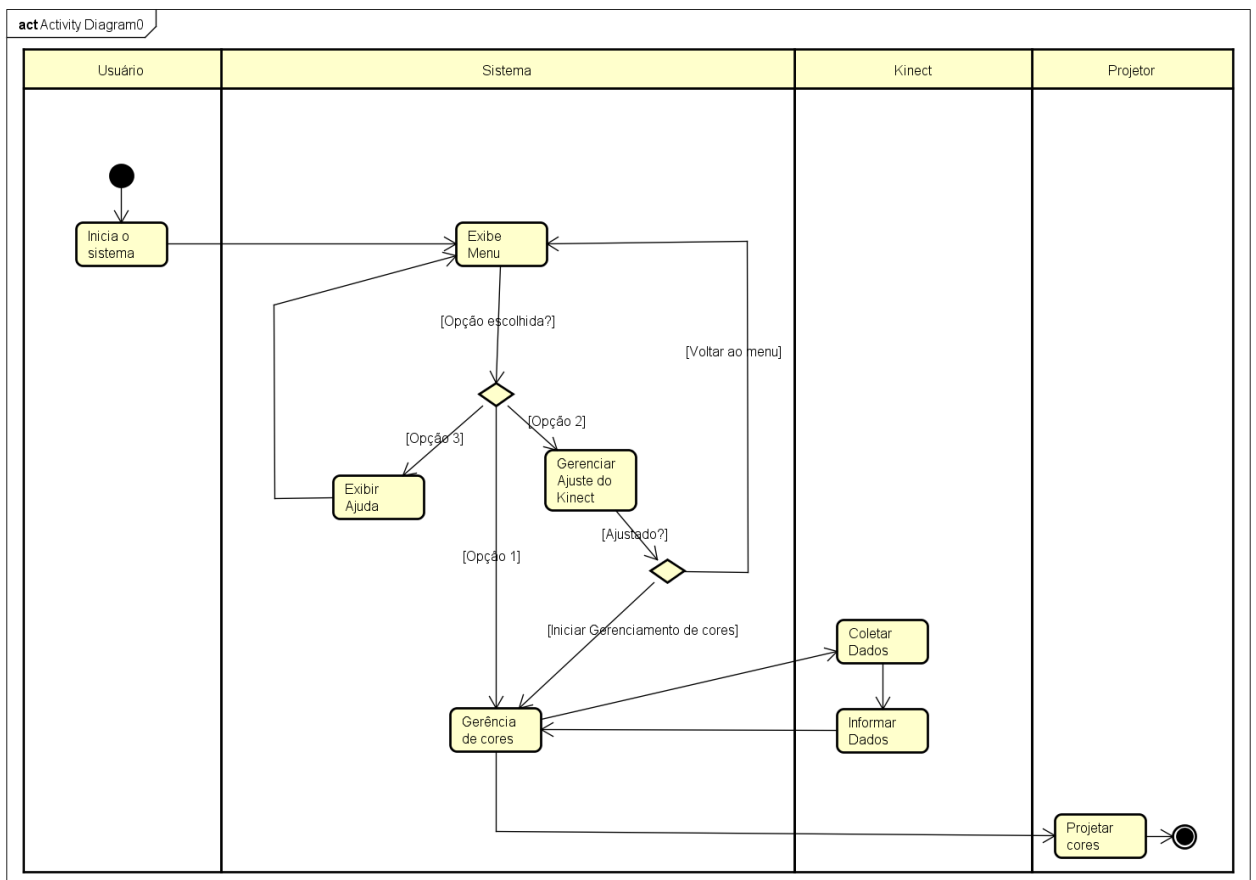 act Activity Diagram0
Usuário
Sistema
Kinect
Projetor
Inicia o
sistema
Exibe
Menu
[Opção escolhida?]
[Voltar ao menu]
[Opção 3]
[Opção 2]
Gerenciar
Ajuste do
Kinect
Exibir
Ajuda
[Ajustado?]
[Opção 1]
[Iniciar Gerenciamento de cores]
Coletar
Dados
Gerência
de cores
Informar
Dados
Projetar
cores